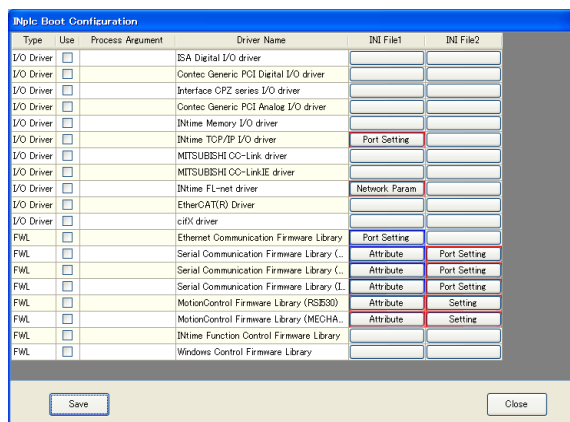 INplc Boot Configuration
Type Use Process Argument Driver Name INI File1 INI File2
I/O Driver ISA Digital I/O driver
I/O Driver Contec Generic PCI Digital I/O driver
I/O Driver Interface CPZ series I/O driver
I/O Driver Contec Generic PCI Analog I/O driver
I/O Driver INtime Memory I/O driver
I/O Driver INtime TCP/IP I/O driver Port Setting
I/O Driver MITSUBISHI CC-Link driver
I/O Driver MITSUBISHI CC-LinkIE driver
I/O Driver INtime FL-net driver Network Param
I/O Driver EtherCAT(R) Driver
I/O Driver cifX driver
FWL Ethernet Communication Firmware Library Port Setting
FWL Serial Communication Firmware Library (... Attribute Port Setting
FWL Serial Communication Firmware Library (... Attribute Port Setting
FWL Serial Communication Firmware Library (I... Attribute Port Setting
FWL MotionControl Firmware Library (RSI530) Attribute Setting
FWL MotionControl Firmware Library (MECHA... Attribute Setting
FWL INtime Function Control Firmware Library
FWL Windows Control Firmware Library
Save Close